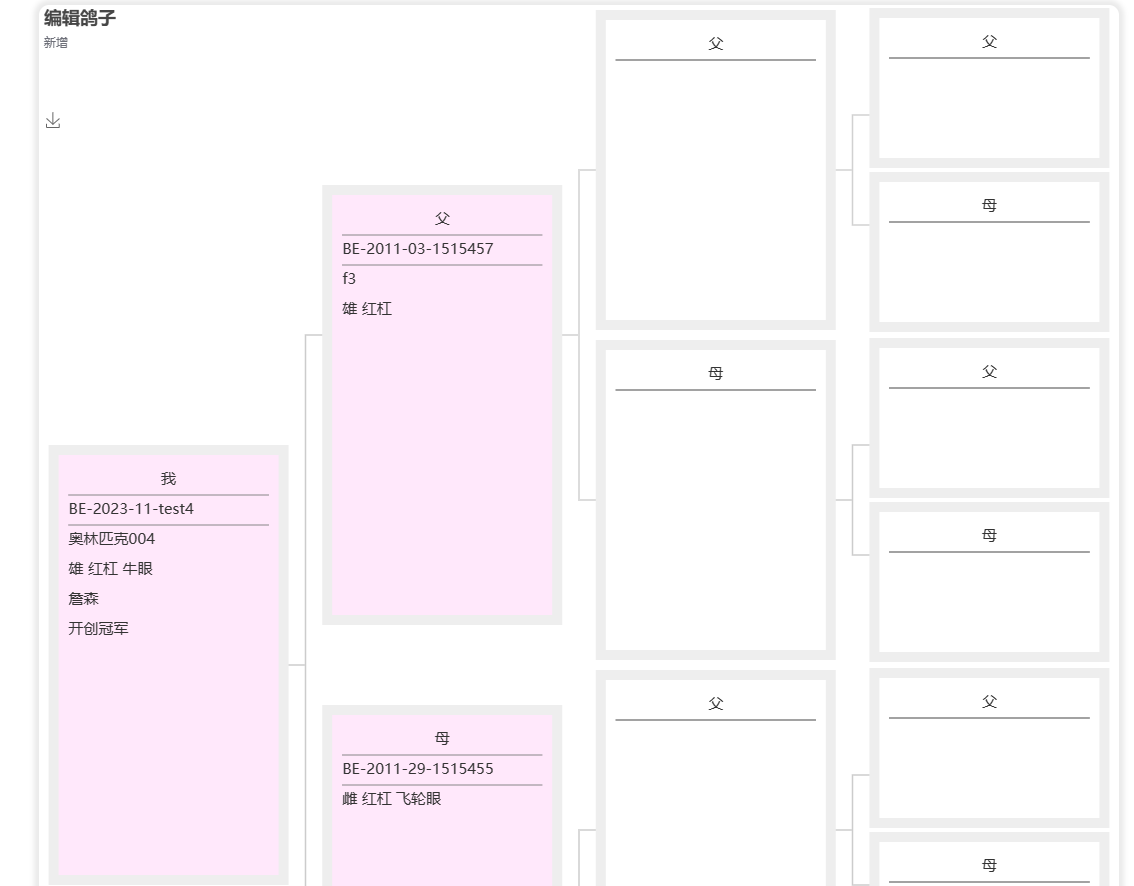 编辑鸽子
新增
我
BE-2023-11-test4
奥林匹克004
雄 红杠 牛眼
詹森
开创冠军
父
BE-2011-03-1515457
f3
雄 红杠
母
BE-2011-29-1515455
雌 红杠 飞轮眼
父
母
父
父
母
父
母
父
母